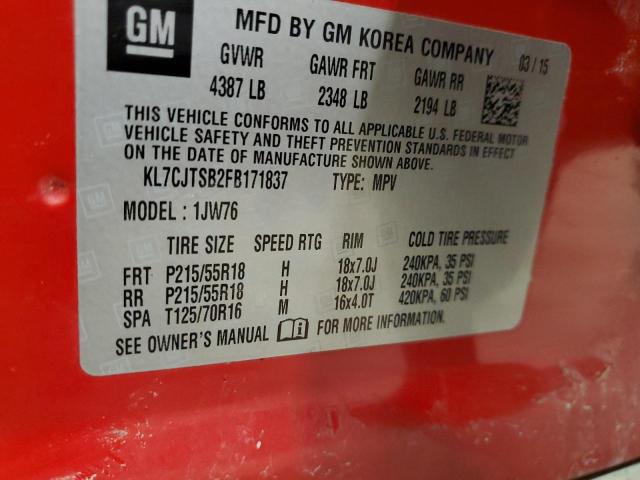 GM
MFD BY GM KOREA COMPANY 03/15
GVWR GAWR FRT GAWR RR
4387 LB 2348 LB 2194 LB
THIS VEHICLE CONFORMS TO ALL APPLICABLE U.S. FEDERAL MOTOR
VEHICLE SAFETY AND THEFT PREVENTION STANDARDS IN EFFECT
ON THE DATE OF MANUFACTURE SHOWN ABOVE.
KL7CJTSB2FB171837 TYPE: MPV
MODEL : 1JW76
TIRE SIZE SPEED RTG RIM COLD TIRE PRESSURE
FRT P215/55R18 H 18x7.0J 240KPA, 35 PSI
RR P215/55R18 H 18x7.0J 240KPA, 35 PSI
SPA T125/70R16 M 16x4.0T 420KPA, 60 PSI
SEE OWNER'S MANUAL FOR MORE INFORMATION.